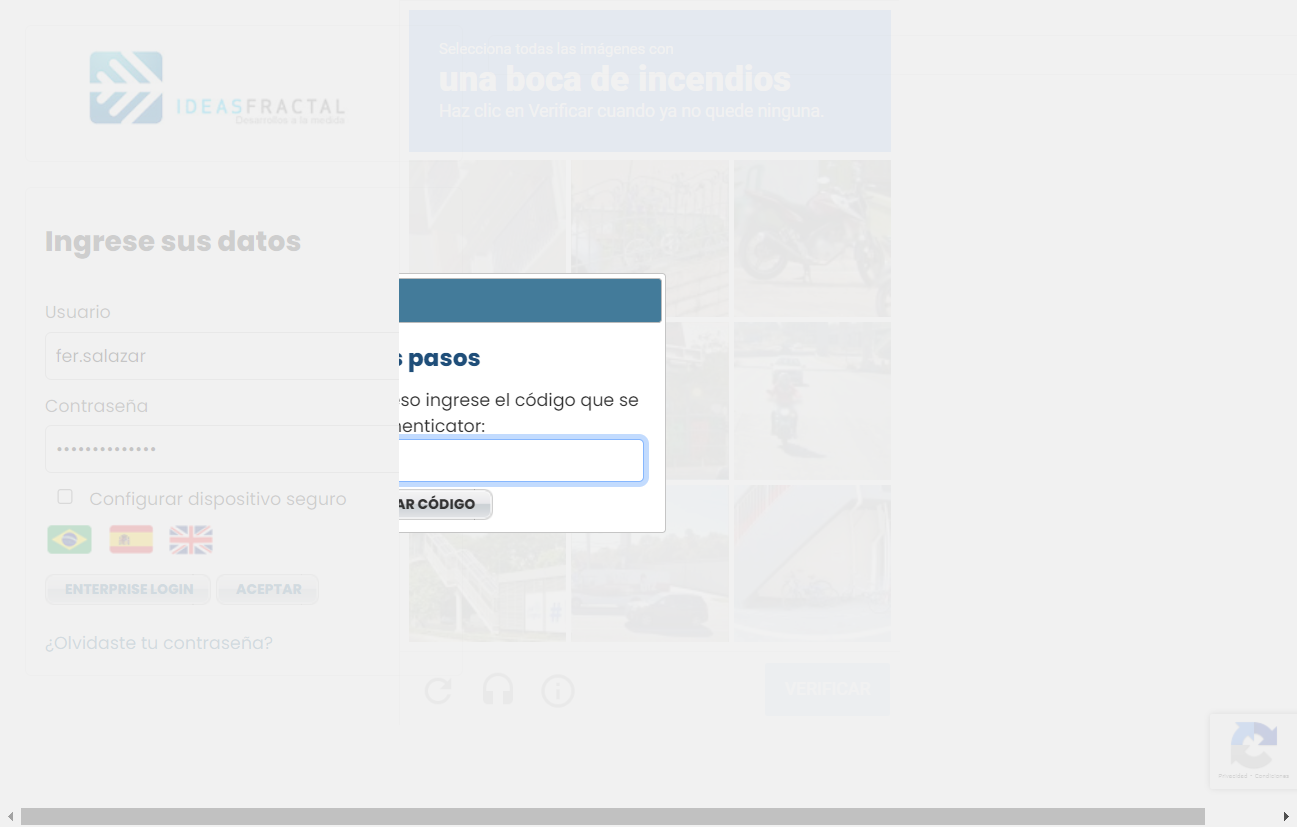 IDEASFRACTAL
Desarrollos a la medida
Ingrese sus datos
Usuario
fer.salazar
Contraseña
••••••••••••••
Configurar dispositivo seguro
ENTERPRISE LOGIN
ACEPTAR
¿Olvidaste tu contraseña?
Selecciona todas las imágenes con
una boca de incendios
Haz clic en Verificar cuando ya no quede ninguna.
s pasos
eso ingrese el código que se
henticator:
AR CÓDIGO
VERIFICAR
Privacidad - Condiciones